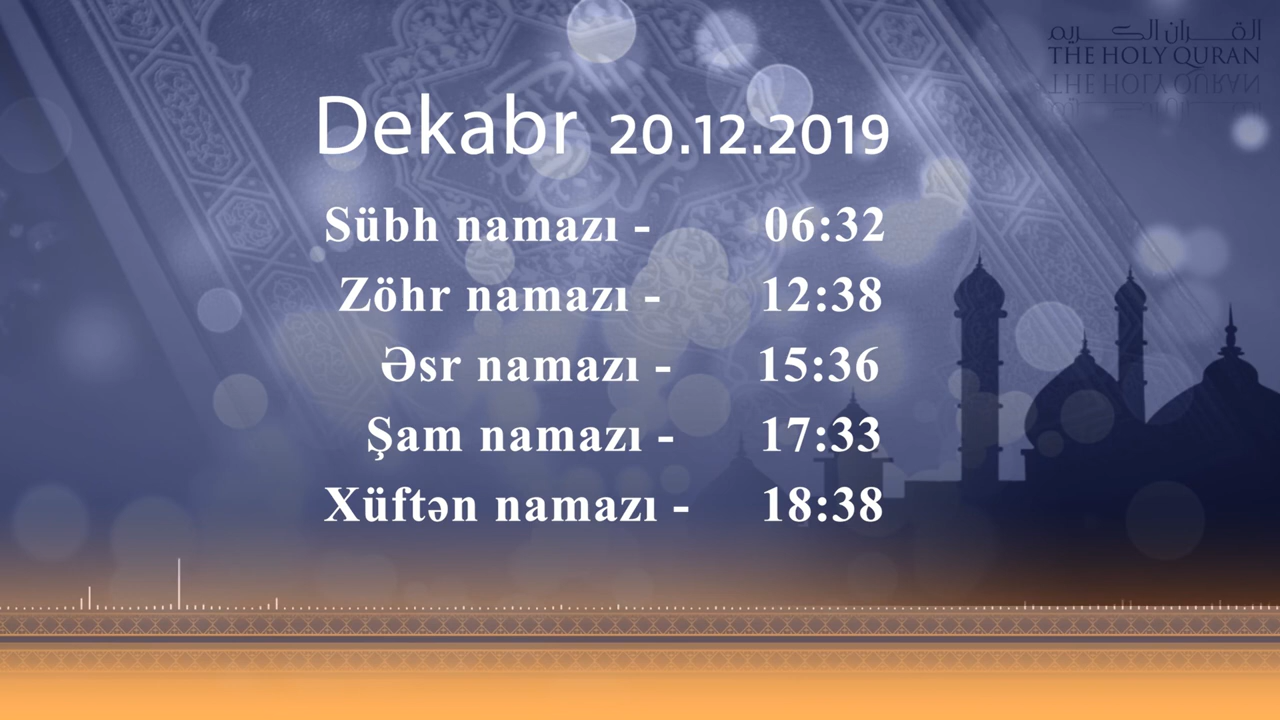 القرآن الكريم
THE HOLY QURAN
Dekabr 20.12.2019
Sübh namazı - 06:32
Zöhr namazı - 12:38
Əsr namazı - 15:36
Şam namazı - 17:33
Xüftən namazı - 18:38